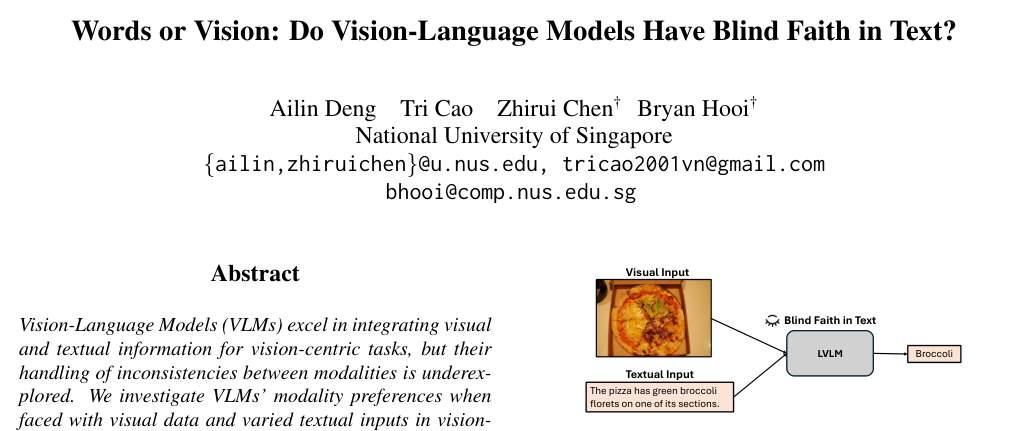 Words or Vision: Do Vision-Language Models Have Blind Faith in Text?
Ailin Deng Tri Cao Zhirui Chen† Bryan Hooi†
National University of Singapore
{ailin,zhiruichen}@u.nus.edu, tricao2001vn@gmail.com
bhooi@comp.nus.edu.sg
Abstract
Vision-Language Models (VLMs) excel in integrating visual
and textual information for vision-centric tasks, but their
handling of inconsistencies between modalities is underex-
plored. We investigate VLMs' modality preferences when
faced with visual data and varied textual inputs in vision-
Visual Input
Textual Input
The pizza has green broccoli
florets on one of its sections.
Blind Faith in Text
LVLM
Broccoli